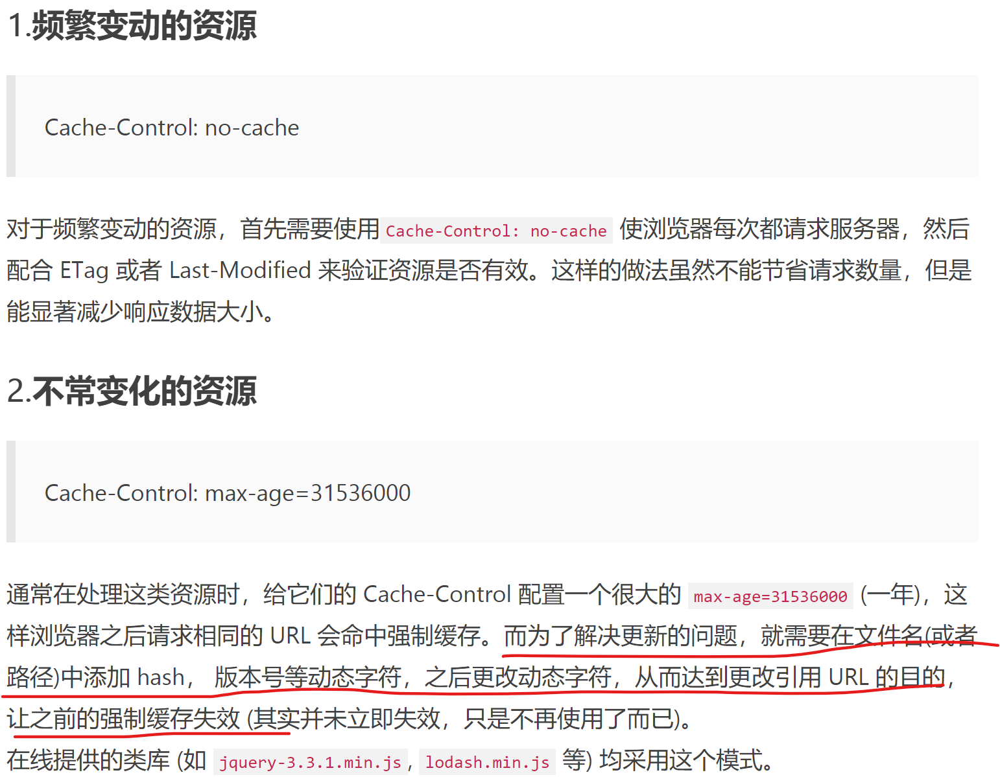 1.频繁变动的资源
Cache-Control: no-cache
对于频繁变动的资源，首先需要使用 Cache-Control: no-cache 使浏览器每次都请求服务器，然后
配合 ETag 或者 Last-Modified 来验证资源是否有效。这样的做法虽然不能节省请求数量，但是
能显著减少响应数据大小。
2.不常变化的资源
Cache-Control: max-age=31536000
通常在处理这类资源时，给它们的 Cache-Control 配置一个很大的 max-age=31536000 (一年)，这
样浏览器之后请求相同的 URL 会命中强制缓存。而为了解决更新的问题，就需要在文件名(或者
路径)中添加 hash， 版本号等动态字符，之后更改动态字符，从而达到更改引用 URL 的目的，
让之前的强制缓存失效 (其实并未立即失效，只是不再使用了而已)。
在线提供的类库 (如 jquery-3.3.1.min.js, lodash.min.js 等) 均采用这个模式。